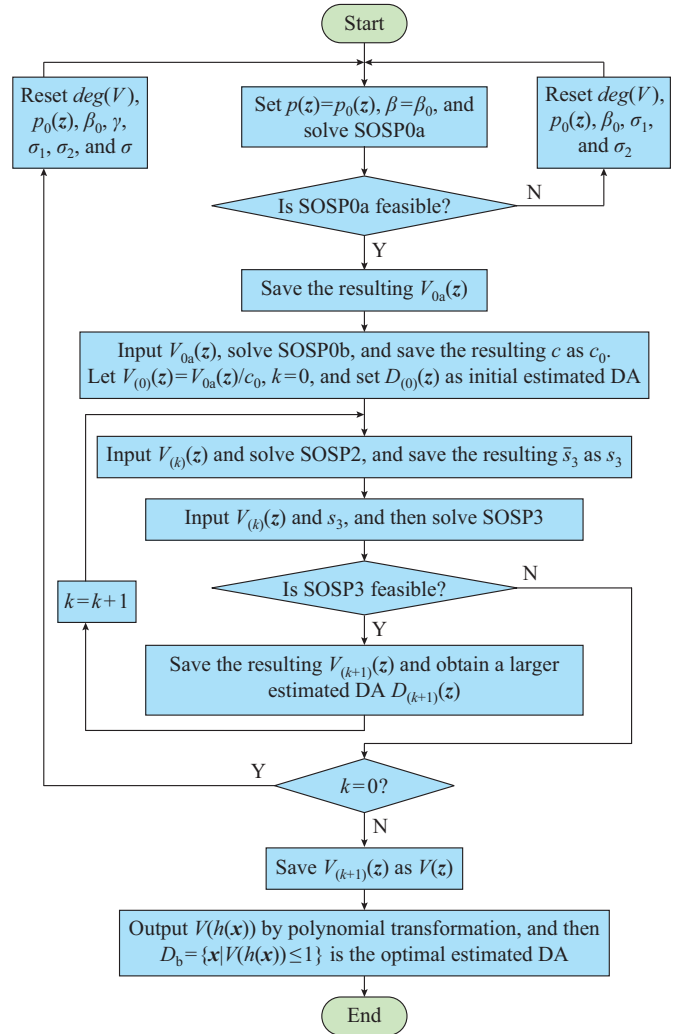 Start
Reset deg(V),
p₀(z), β₀, γ,
σ₁, σ₂, and σ
Set p(z)=p₀(z), β=β₀, and
solve SOSP0a
Reset deg(V),
p₀(z), β₀, σ₁,
and σ₂
Is SOSP0a feasible?
N
Y
Save the resulting V₀ₐ(z)
Input V₀ₐ(z), solve SOSP0b, and save the resulting c as c₀.
Let V₍₀₎(z)=V₀ₐ(z)/c₀, k=0, and set D₍₀₎(z) as initial estimated DA
Input V₍ₖ₎(z) and solve SOSP2, and save the resulting s̄₃ as s₃
Input V₍ₖ₎(z) and s₃, and then solve SOSP3
Is SOSP3 feasible?
N
k=k+1
Y
Save the resulting V₍ₖ₊₁₎(z) and obtain a larger
estimated DA D₍ₖ₊₁₎(z)
Y
k=0?
N
Save V₍ₖ₊₁₎(z) as V(z)
Output V(h(x)) by polynomial transformation, and then
D_b={x|V(h(x))≤1} is the optimal estimated DA
End